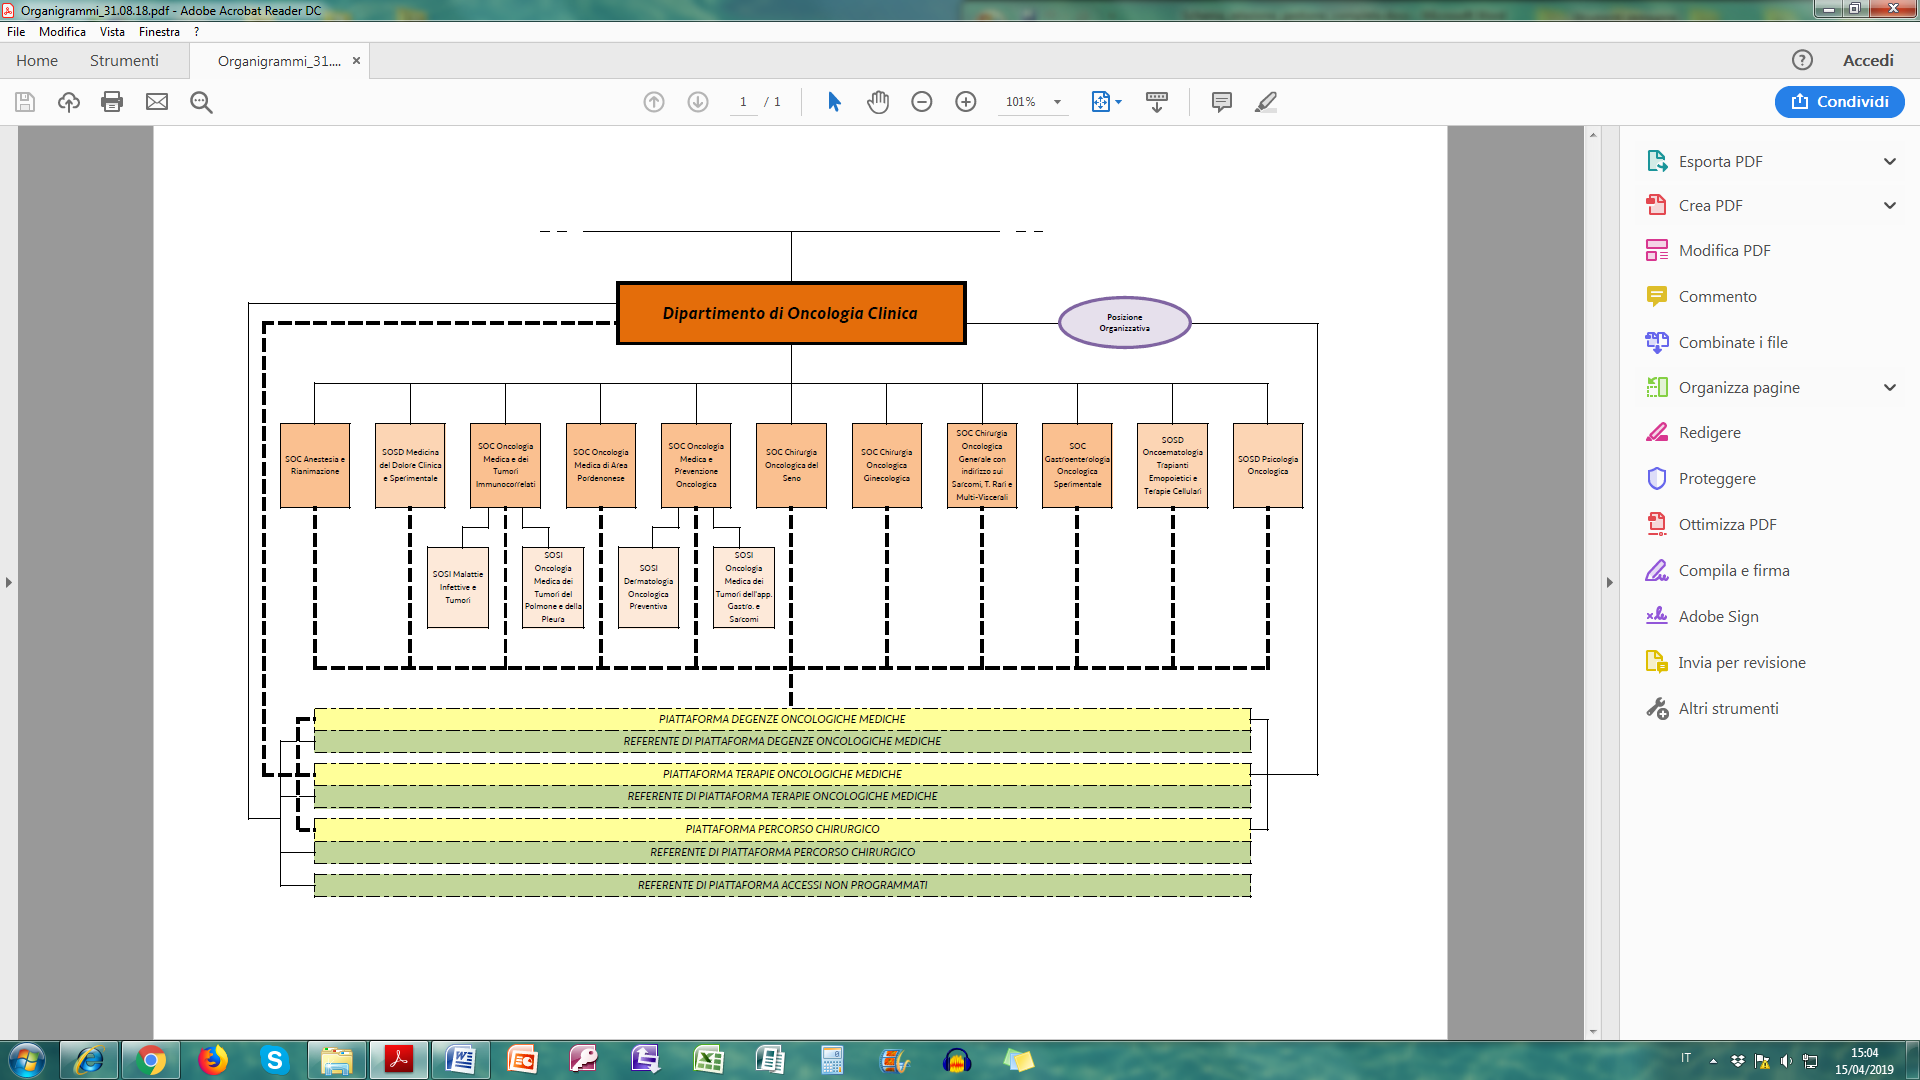 Organigrammi_31.08.18.pdf - Adobe Acrobat Reader DC
File Modifica Vista Finestra ?
Home Strumenti Organigrammi_31.... × Accedi
1 / 1 101% Condividi
Dipartimento di Oncologia Clinica
Posizione
Organizzativa
SOC Anestesia e
Rianimazione
SOSD Medicina
del Dolore Clinica
e Sperimentale
SOC Oncologia
Medica e dei
Tumori
Immunocorrelati
SOC Oncologia
Medica di Area
Pordenonese
SOC Oncologia
Medica e
Prevenzione
Oncologica
SOC Chirurgia
Oncologica del
Seno
SOC Chirurgia
Oncologica
Ginecologica
SOC Chirurgia
Oncologica
Generale con
indirizzo sui
Sarcomi, T. Rari e
Multi-Viscerali
SOC
Gastroenterologia
Oncologica
Sperimentale
SOSD
Oncoematologia
Trapianti
Emopoietici e
Terapie Cellulari
SOSD Psicologia
Oncologica
SOSI Malattie
Infettive e
Tumori
SOSI
Oncologia
Medica dei
Tumori del
Polmone e della
Pleura
SOSI
Dermatologia
Oncologica
Preventiva
SOSI
Oncologia
Medica dei
Tumori dell'app.
Gastro. e
Sarcomi
PIATTAFORMA DEGENZE ONCOLOGICHE MEDICHE
REFERENTE DI PIATTAFORMA DEGENZE ONCOLOGICHE MEDICHE
PIATTAFORMA TERAPIE ONCOLOGICHE MEDICHE
REFERENTE DI PIATTAFORMA TERAPIE ONCOLOGICHE MEDICHE
PIATTAFORMA PERCORSO CHIRURGICO
REFERENTE DI PIATTAFORMA PERCORSO CHIRURGICO
REFERENTE DI PIATTAFORMA ACCESSI NON PROGRAMMATI
Esporta PDF
Crea PDF
Modifica PDF
Commento
Combinate i file
Organizza pagine
Redigere
Proteggere
Ottimizza PDF
Compila e firma
Adobe Sign
Invia per revisione
Altri strumenti
IT
15:04
15/04/2019